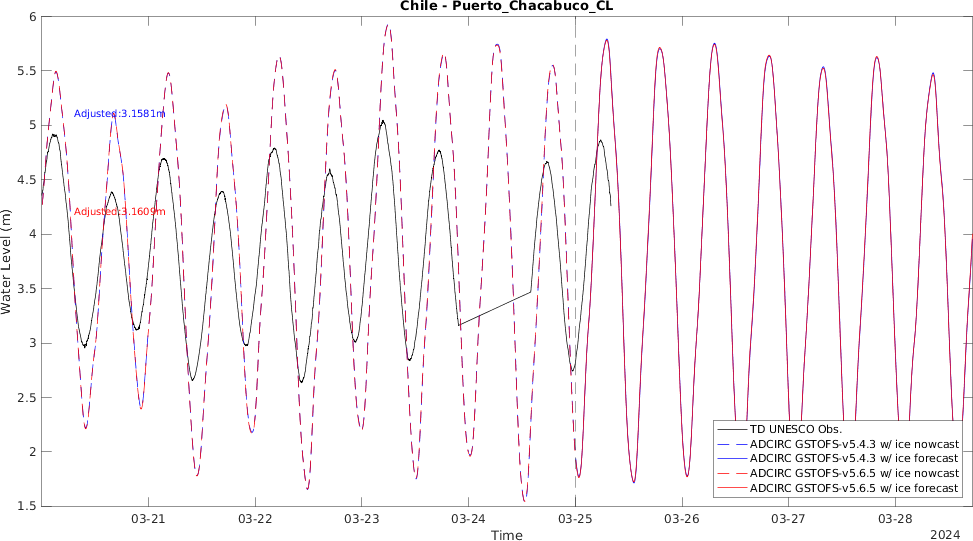 Chile - Puerto_Chacabuco_CL
6
5.5
5
4.5
4
3.5
3
2.5
2
1.5
Water Level (m)
Adjusted:3.1581m
Adjusted:3.1609m
TD UNESCO Obs.
ADCIRC GSTOFS-v5.4.3 w/ ice nowcast
ADCIRC GSTOFS-v5.4.3 w/ ice forecast
ADCIRC GSTOFS-v5.6.5 w/ ice nowcast
ADCIRC GSTOFS-v5.6.5 w/ ice forecast
03-21 03-22 03-23 03-24 03-25 03-26 03-27 03-28
Time
2024